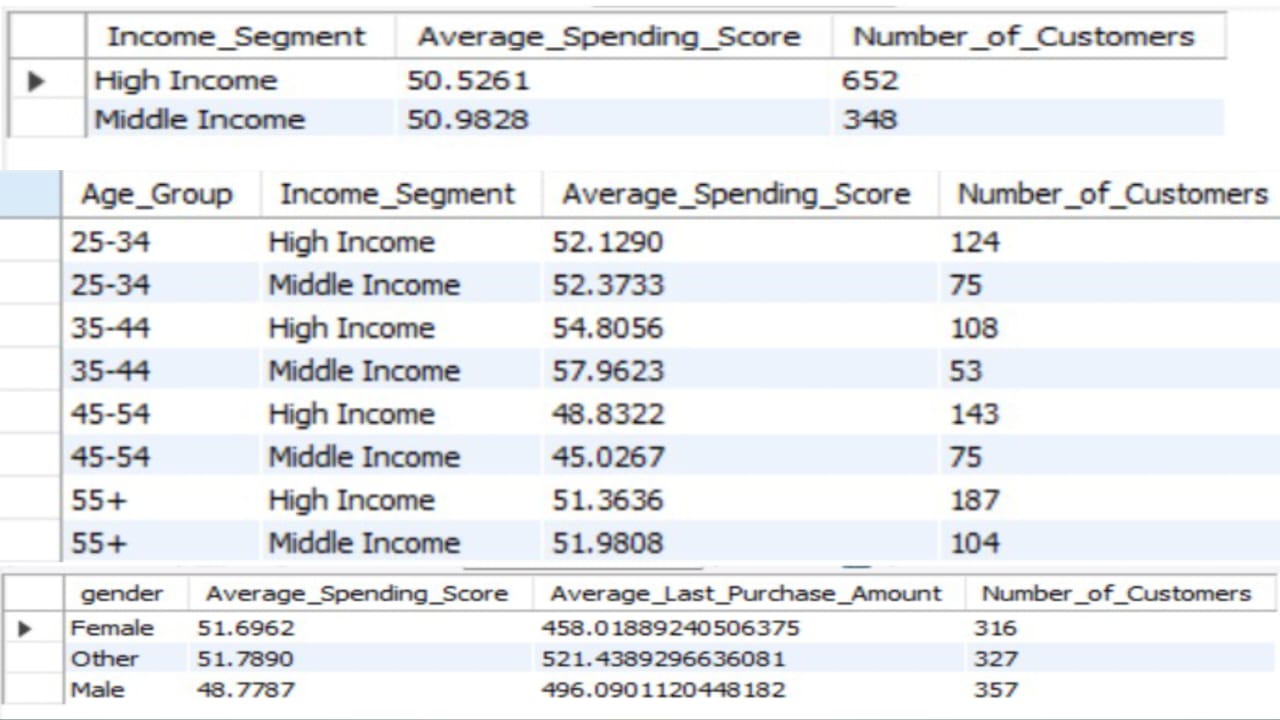 Income_Segment Average_Spending_Score Number_of_Customers
High Income 50.5261 652
Middle Income 50.9828 348
Age_Group Income_Segment Average_Spending_Score Number_of_Customers
25-34 High Income 52.1290 124
25-34 Middle Income 52.3733 75
35-44 High Income 54.8056 108
35-44 Middle Income 57.9623 53
45-54 High Income 48.8322 143
45-54 Middle Income 45.0267 75
55+ High Income 51.3636 187
55+ Middle Income 51.9808 104
gender Average_Spending_Score Average_Last_Purchase_Amount Number_of_Customers
Female 51.6962 458.01889240506375 316
Other 51.7890 521.4389296636081 327
Male 48.7787 496.0901120448182 357